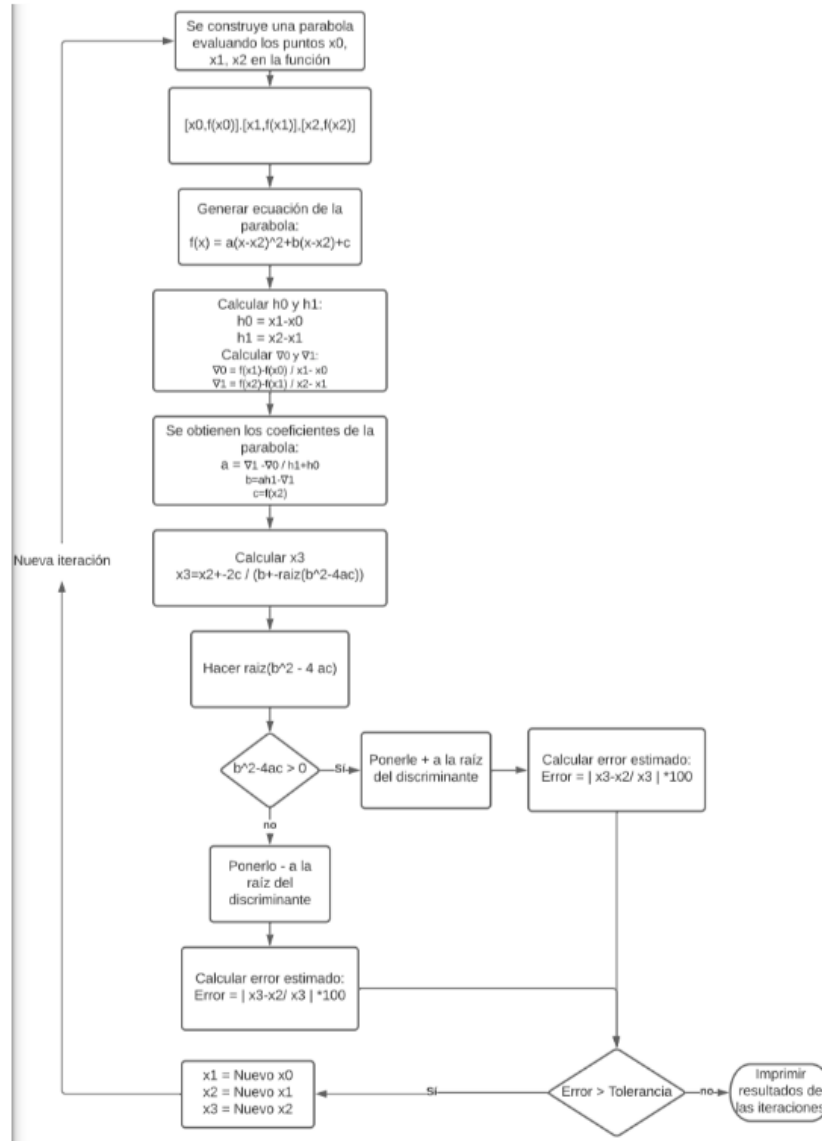 Se construye una parabola
evaluando los puntos x0,
x1, x2 en la función
[x0,f(x0)].[x1,f(x1)].[x2,f(x2)]
Generar ecuación de la
parabola:
f(x) = a(x-x2)^2+b(x-x2)+c
Calcular h0 y h1:
h0 = x1-x0
h1 = x2-x1
Calcular ∇0 y ∇1:
∇0 = f(x1)-f(x0) / x1- x0
∇1 = f(x2)-f(x1) / x2- x1
Se obtienen los coeficientes de la
parabola:
a = ∇1 -∇0 / h1+h0
b=ah1-∇1
c=f(x2)
Nueva iteración
Calcular x3
x3=x2+-2c / (b+-raiz(b^2-4ac))
Hacer raiz(b^2 - 4 ac)
b^2-4ac > 0
Sí
Ponerle + a la raíz
del discriminante
Calcular error estimado:
Error = | x3-x2/ x3 | *100
no
Ponerlo - a la
raíz del
discriminante
Calcular error estimado:
Error = | x3-x2/ x3 | *100
x1 = Nuevo x0
x2 = Nuevo x1
x3 = Nuevo x2
Sí
Error > Tolerancia
no
Imprimir
resultados de
las iteraciones